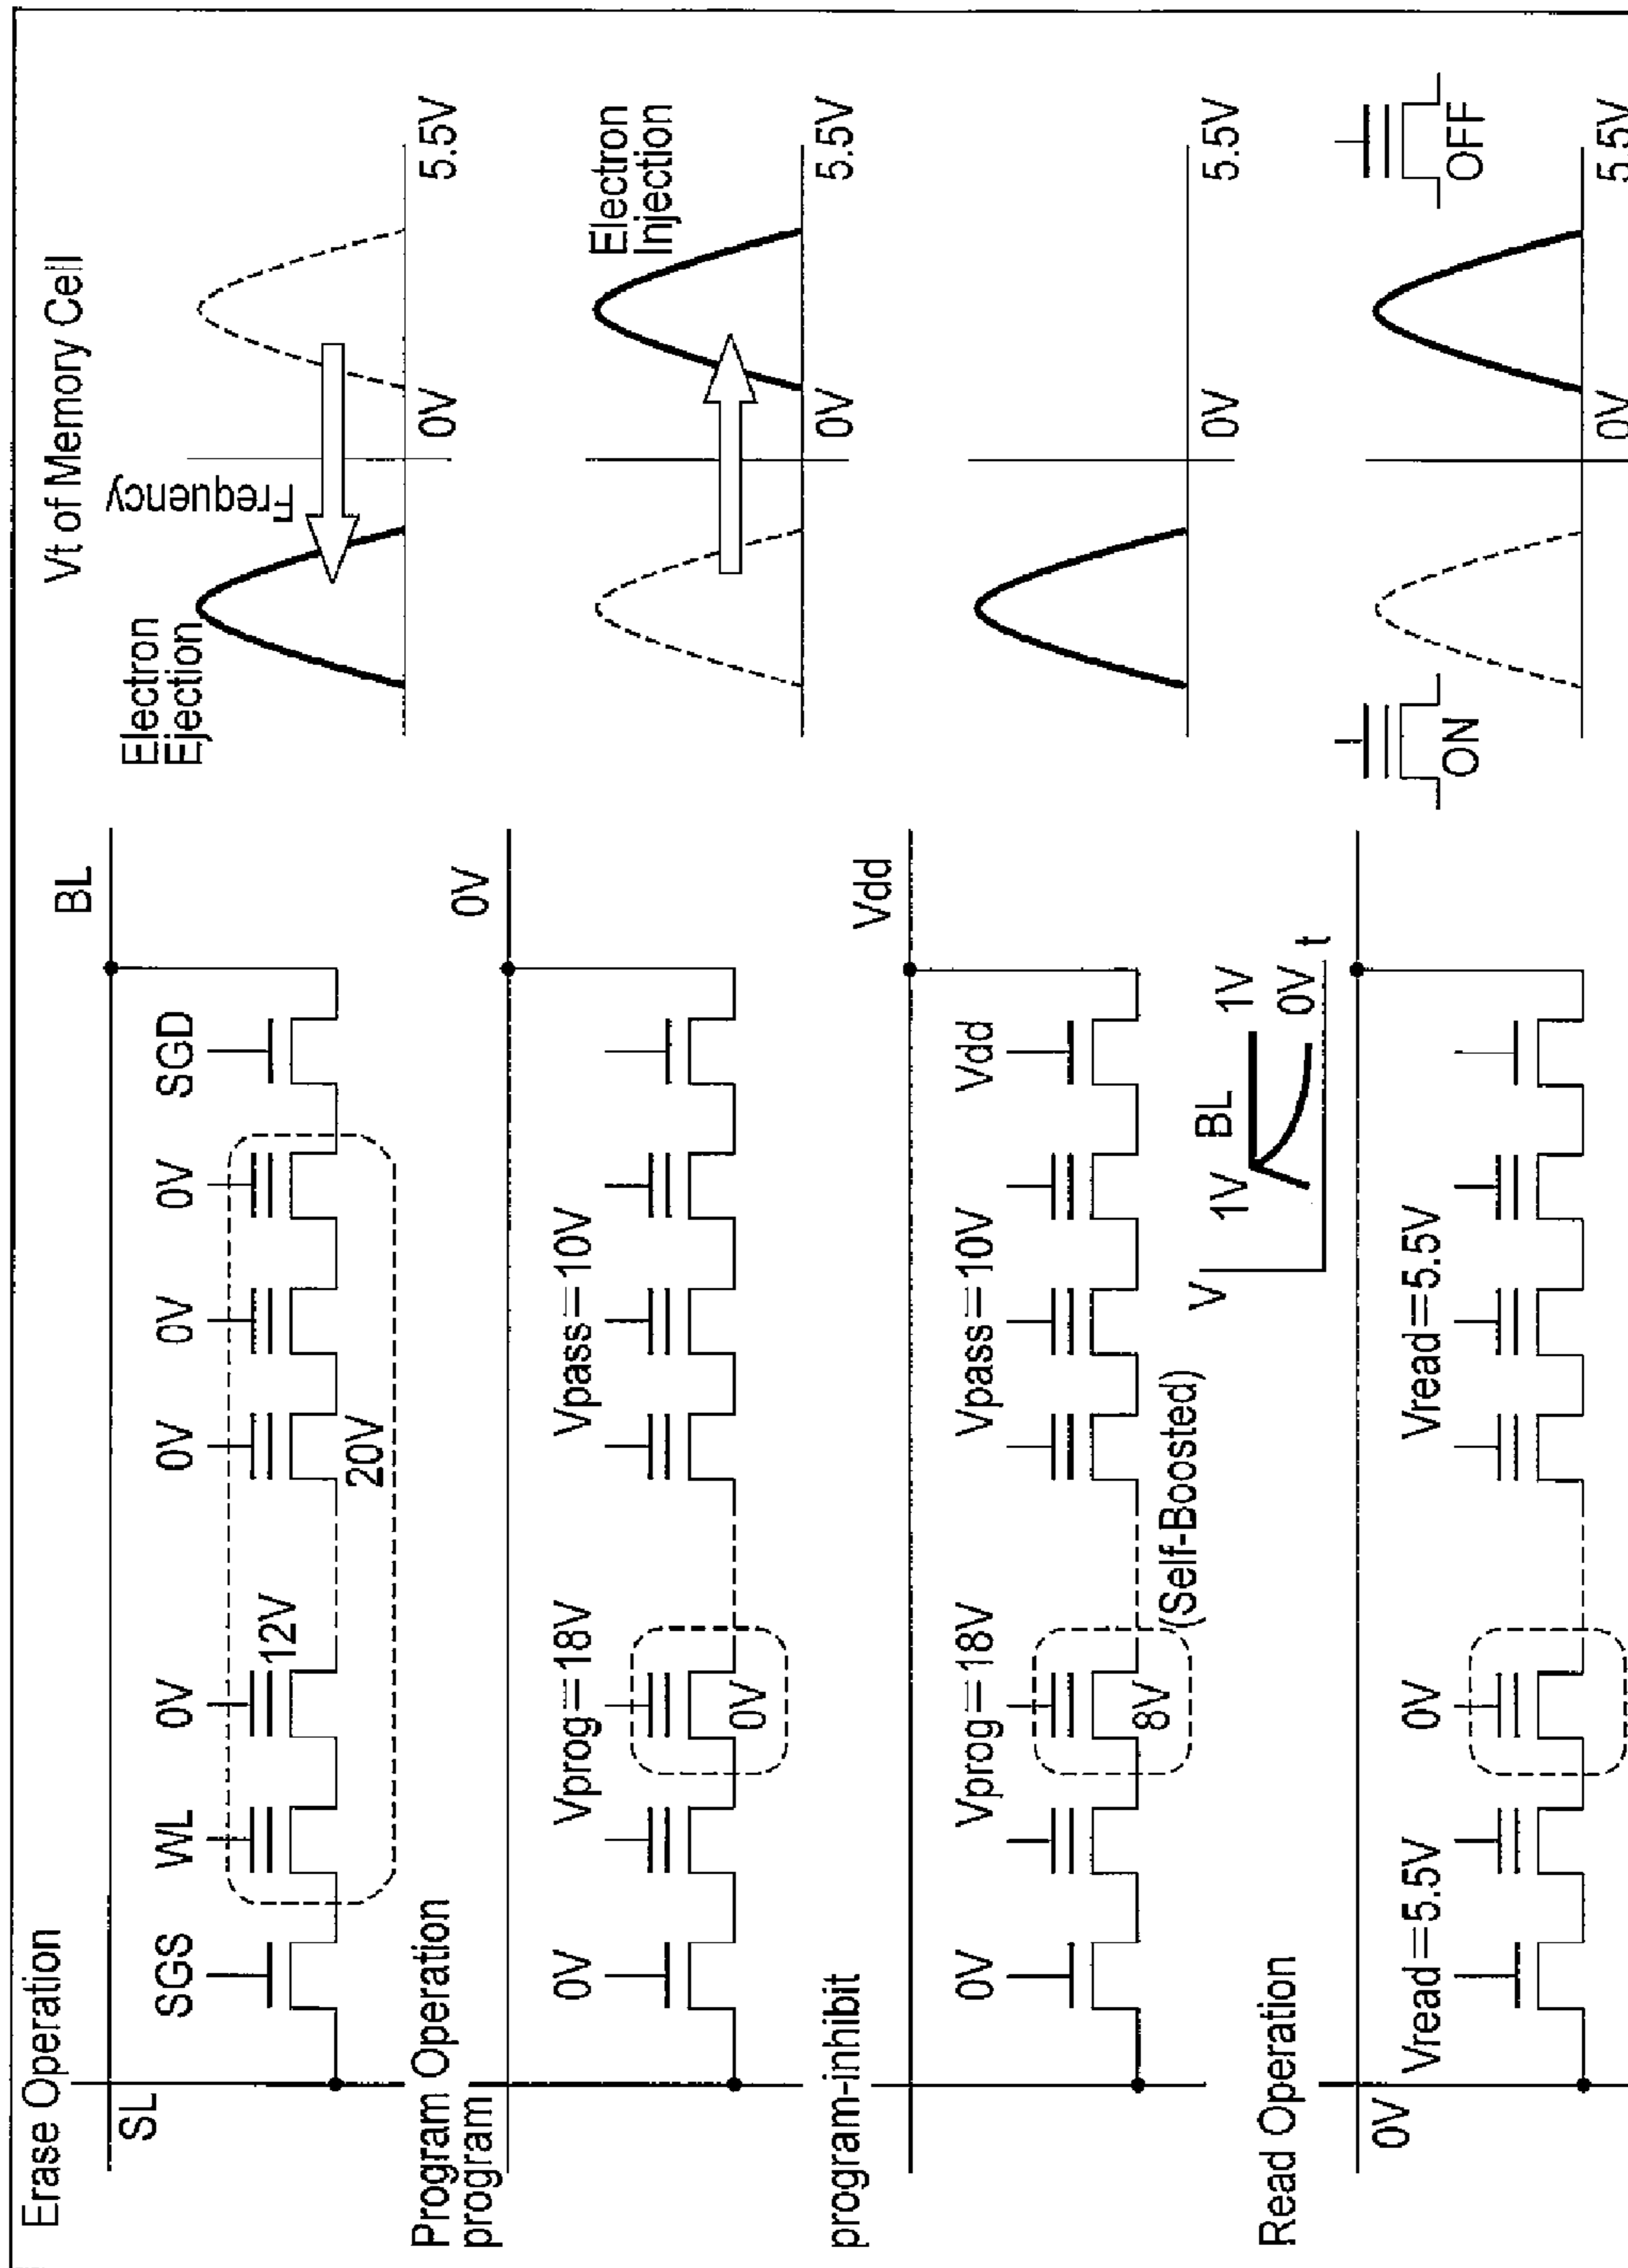 Erase Operation
Vt of Memory Cell
SL
SGS
WL
0V
0V
0V
0V
SGD
BL
12V
20V
Electron
Ejection
Frequency
0V
5.5V
Program Operation
program
0V
0V
Vprog=18V
Vpass=10V
0V
Electron
Injection
0V
5.5V
program-inhibit
Vdd
0V
Vprog=18V
Vpass=10V
Vdd
8V
(Self-Boosted)
0V
5.5V
V
1V
BL
1V
0V
t
Read Operation
0V
Vread=5.5V
0V
Vread=5.5V
ON
OFF
0V
5.5V